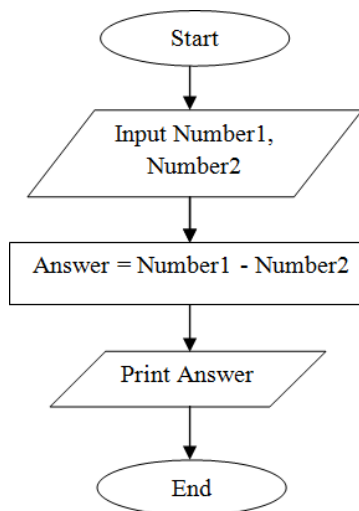 Start
Input Number1,
Number2
Answer = Number1 - Number2
Print Answer
End